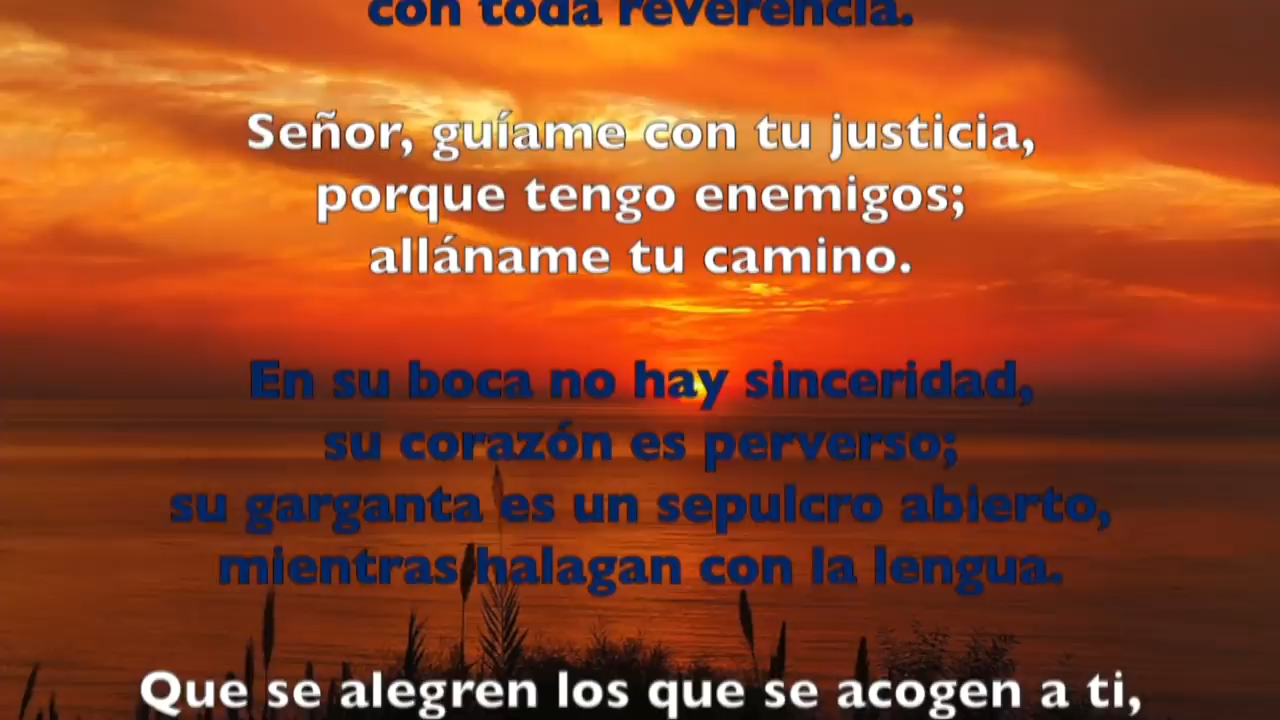 con toda reverencia.
Señor, guíame con tu justicia,
porque tengo enemigos;
alláname tu camino.
En su boca no hay sinceridad,
su corazón es perverso;
su garganta es un sepulcro abierto,
mientras halagan con la lengua.
Que se alegren los que se acogen a ti,